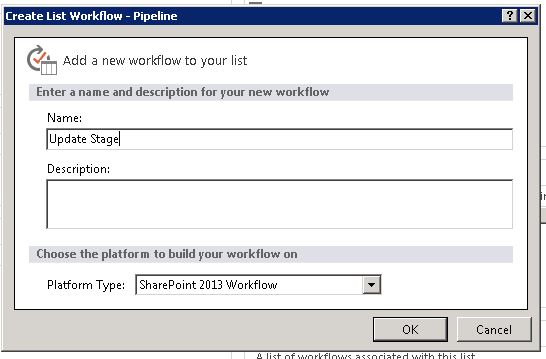 Create List Workflow - Pipeline
Add a new workflow to your list
Enter a name and description for your new workflow
Name:
Update Stage
Description:
Choose the platform to build your workflow on
Platform Type: SharePoint 2013 Workflow
OK Cancel
A list of workflows associated with this list